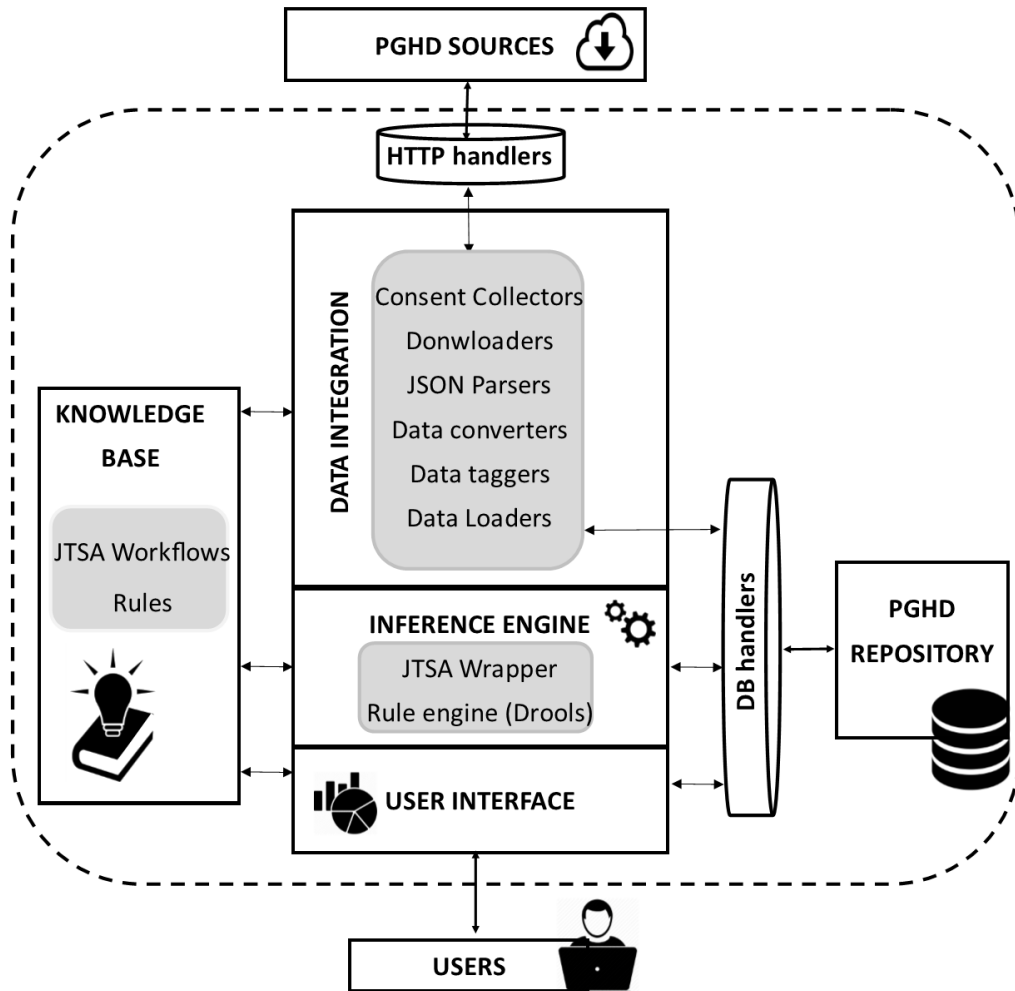 PGHD SOURCES
HTTP handlers
DATA INTEGRATION
Consent Collectors
Donwloaders
JSON Parsers
Data converters
Data taggers
Data Loaders
KNOWLEDGE
BASE
JTSA Workflows
Rules
INFERENCE ENGINE
JTSA Wrapper
Rule engine (Drools)
USER INTERFACE
DB handlers
PGHD
REPOSITORY
USERS